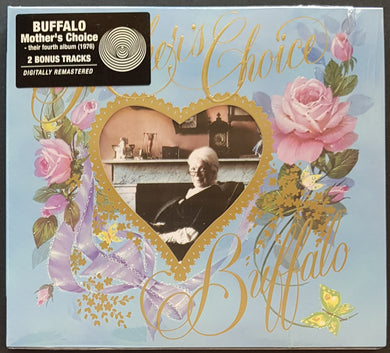 BUFFALO
Mother's Choice
- their fourth album (1976)
2 BONUS TRACKS
DIGITALLY REMASTERED
Mother's Choice
Buffalo